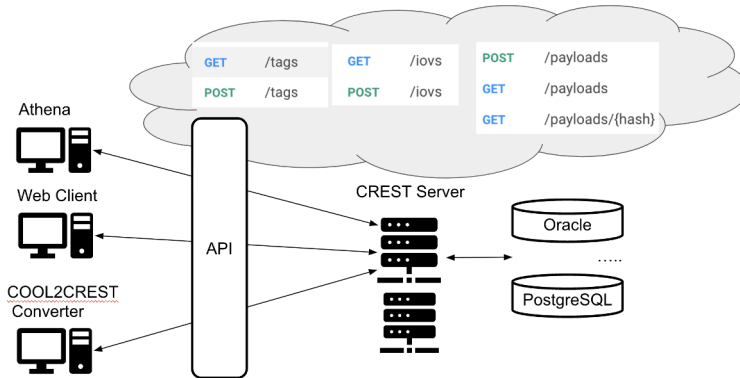 GET /tags
POST /tags
GET /iovs
POST /iovs
POST /payloads
GET /payloads
GET /payloads/{hash}
Athena
Web Client
COOL2CREST
Converter
API
CREST Server
Oracle
.....
PostgreSQL